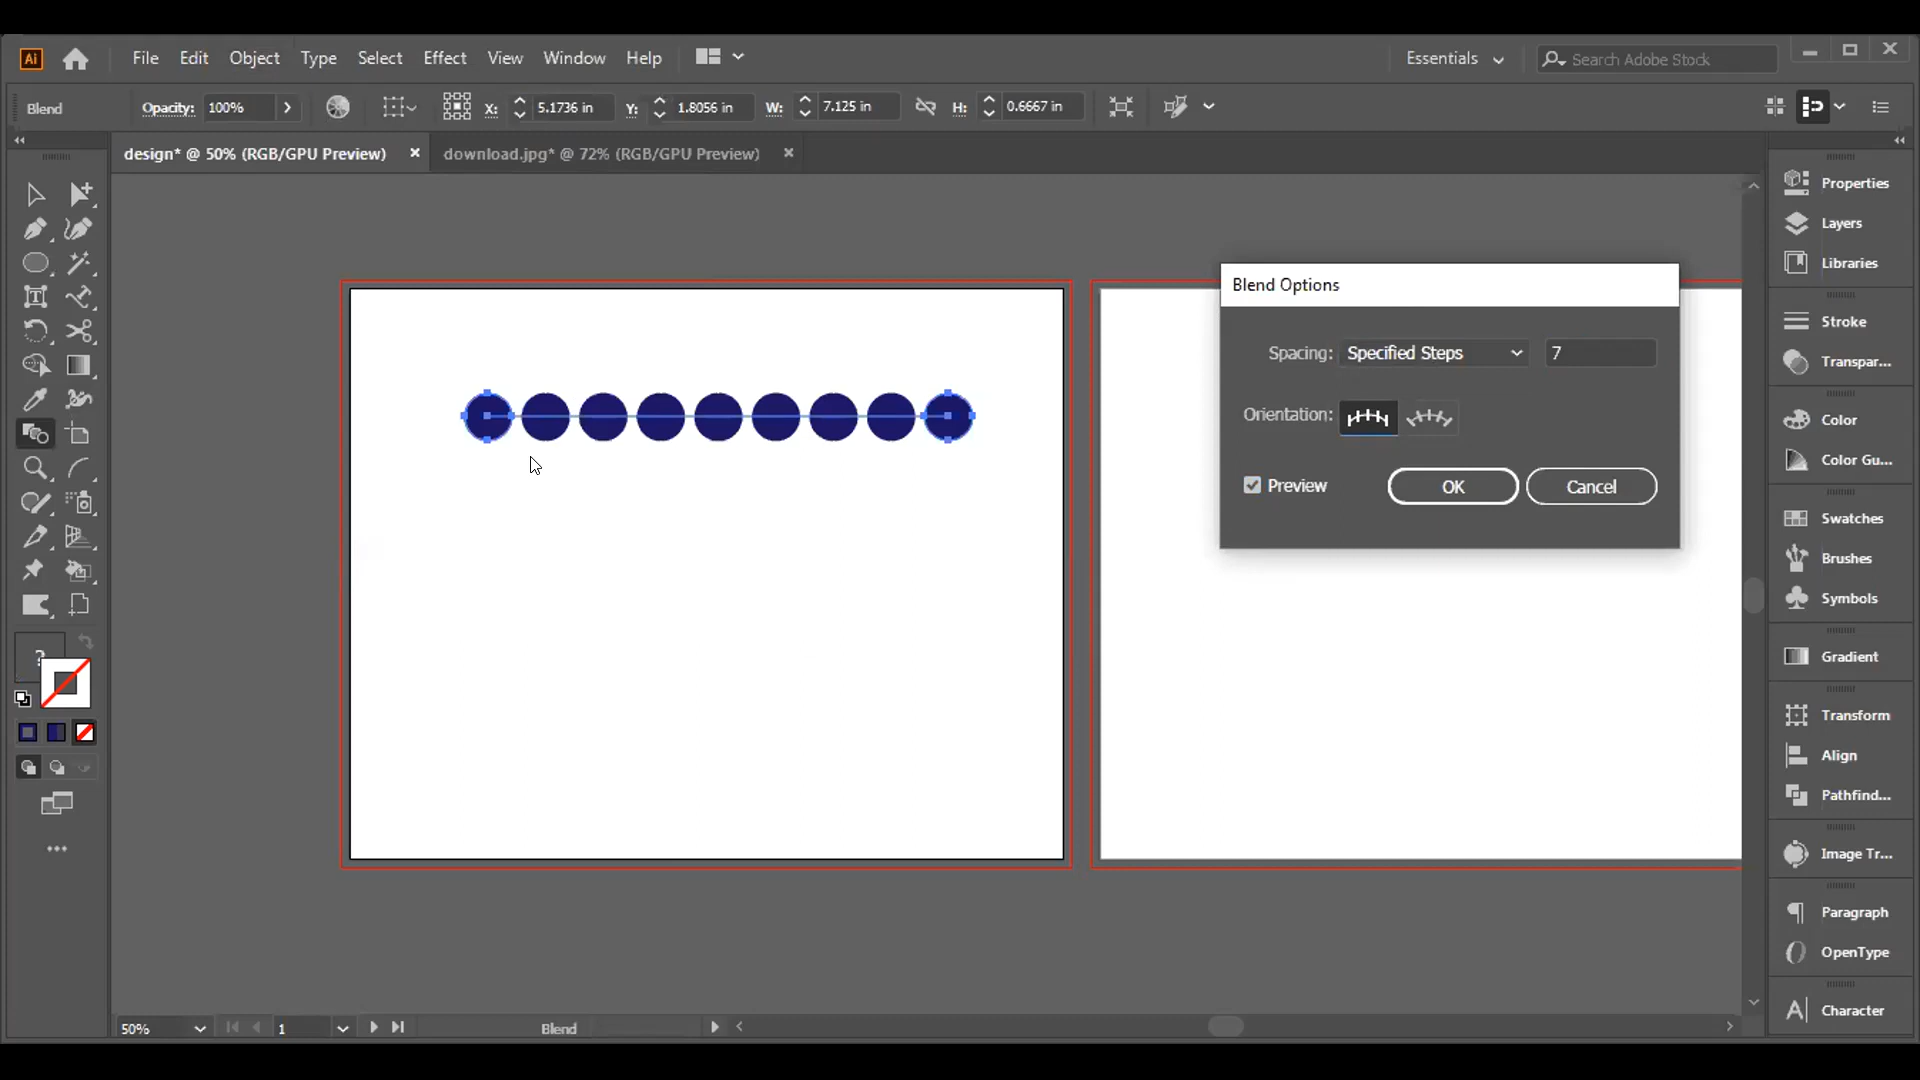 Ai File Edit Object Type Select Effect View Window Help Essentials Search Adobe Stock
Blend Opacity: 100% X: 5.1736 in Y: 1.8056 in W: 7.125 in H: 0.6667 in
design* @ 50% (RGB/GPU Preview) × download.jpg* @ 72% (RGB/GPU Preview) ×
Properties
Layers
Libraries
Stroke
Transpar...
Color
Color Gu...
Swatches
Brushes
Symbols
Gradient
Transform
Align
Pathfind...
Image Tr...
Paragraph
OpenType
Character
Blend Options
Spacing: Specified Steps 7
Orientation:
Preview OK Cancel
?
50% 1 Blend